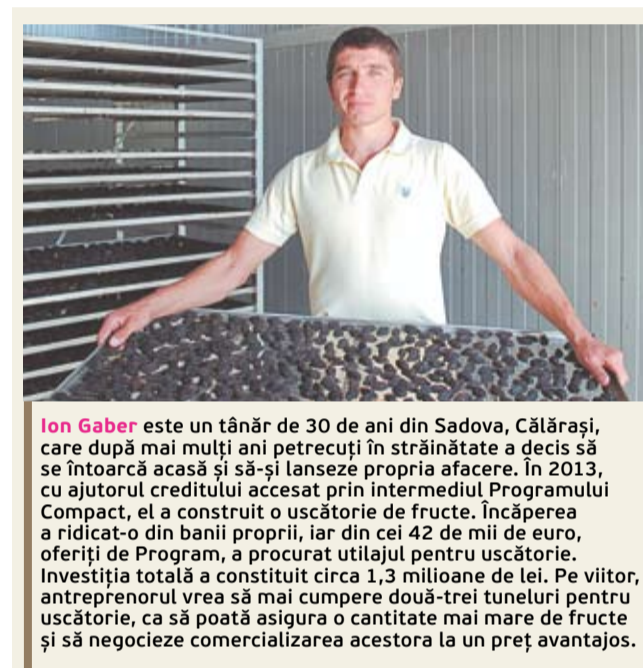 Ion Gaber este un tânăr de 30 de ani din Sadova, Călărași,
care după mai mulți ani petrecuți în străinătate a decis să
se întoarcă acasă și să-și lanseze propria afacere. În 2013,
cu ajutorul creditului accesat prin intermediul Programului
Compact, el a construit o uscătorie de fructe. Încăperea
a ridicat-o din banii proprii, iar din cei 42 de mii de euro,
oferiți de Program, a procurat utilajul pentru uscătorie.
Investiția totală a constituit circa 1,3 milioane de lei. Pe viitor,
antreprenorul vrea să mai cumpere două-trei tuneluri pentru
uscătorie, ca să poată asigura o cantitate mai mare de fructe
și să negocieze comercializarea acestora la un preț avantajos.